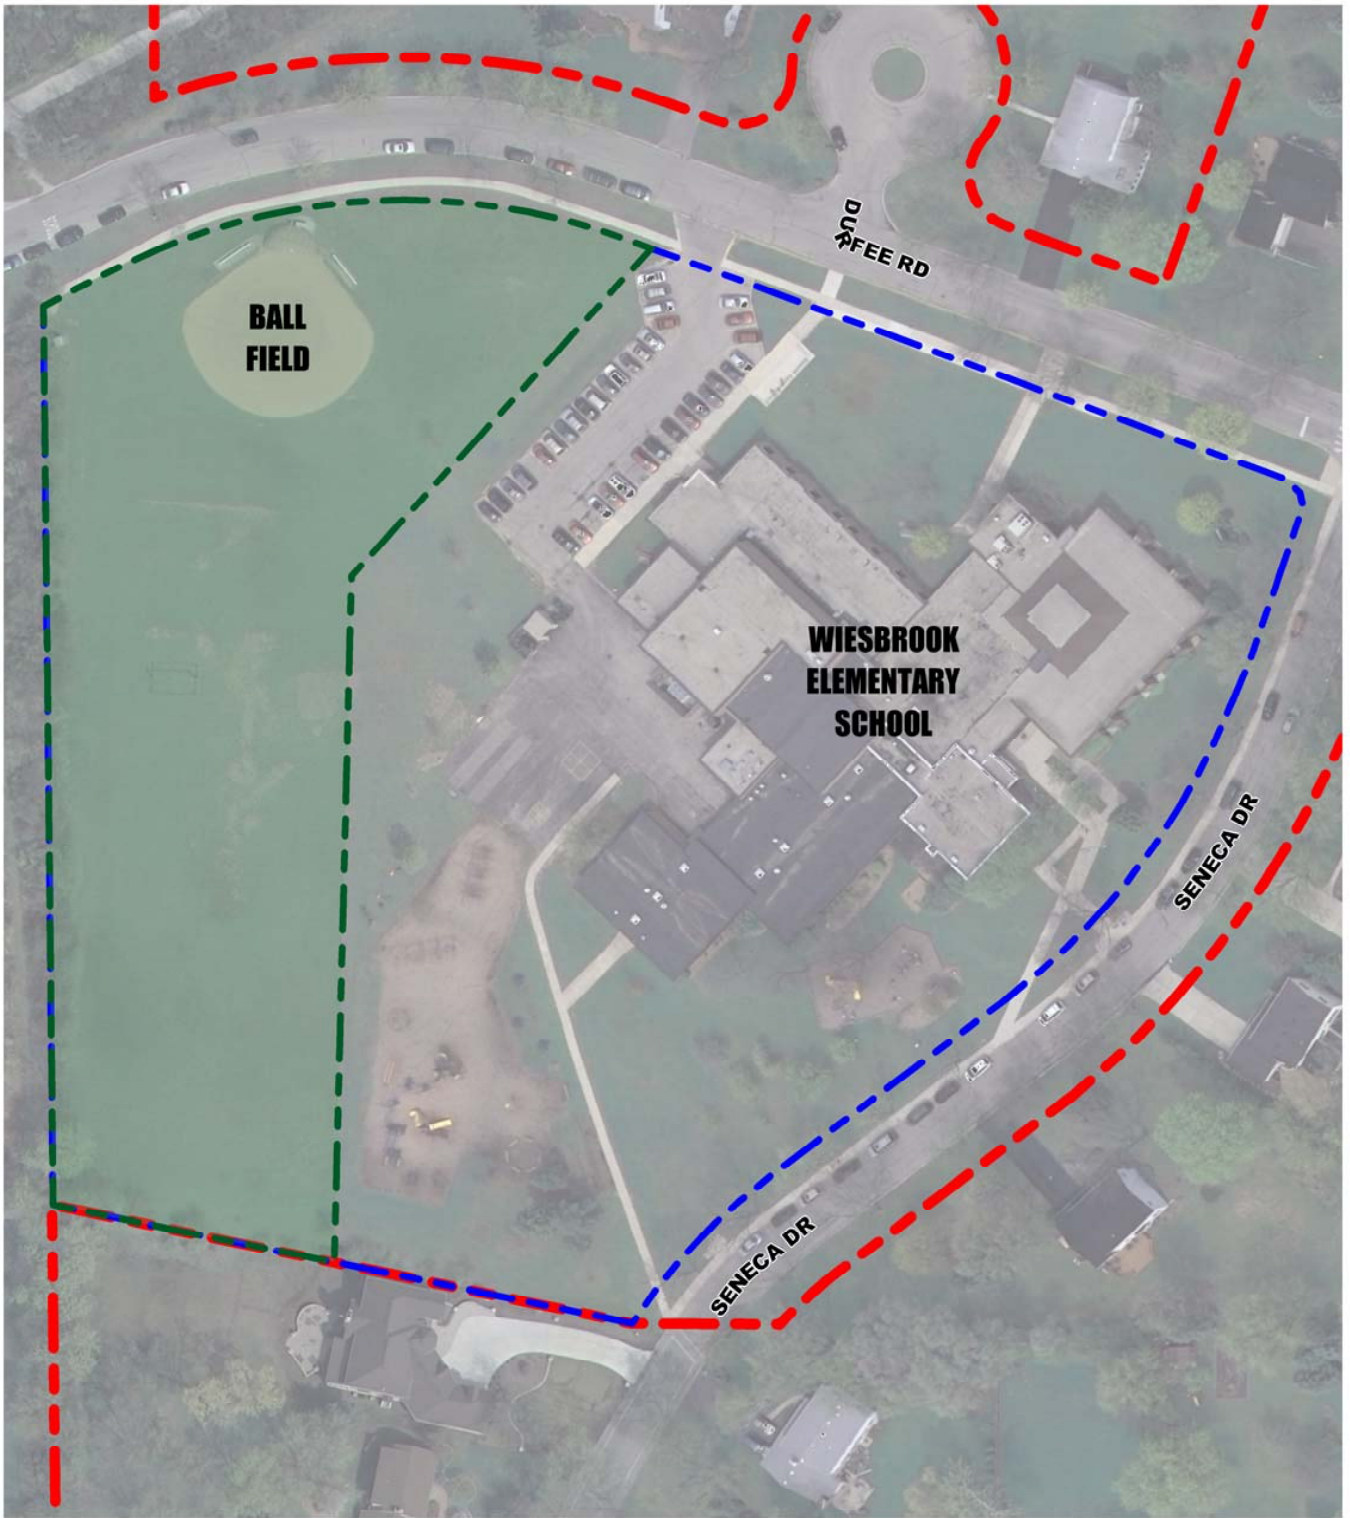 DURFEE RD
BALL
FIELD
WIESBROOK
ELEMENTARY
SCHOOL
SENECA DR
SENECA DR